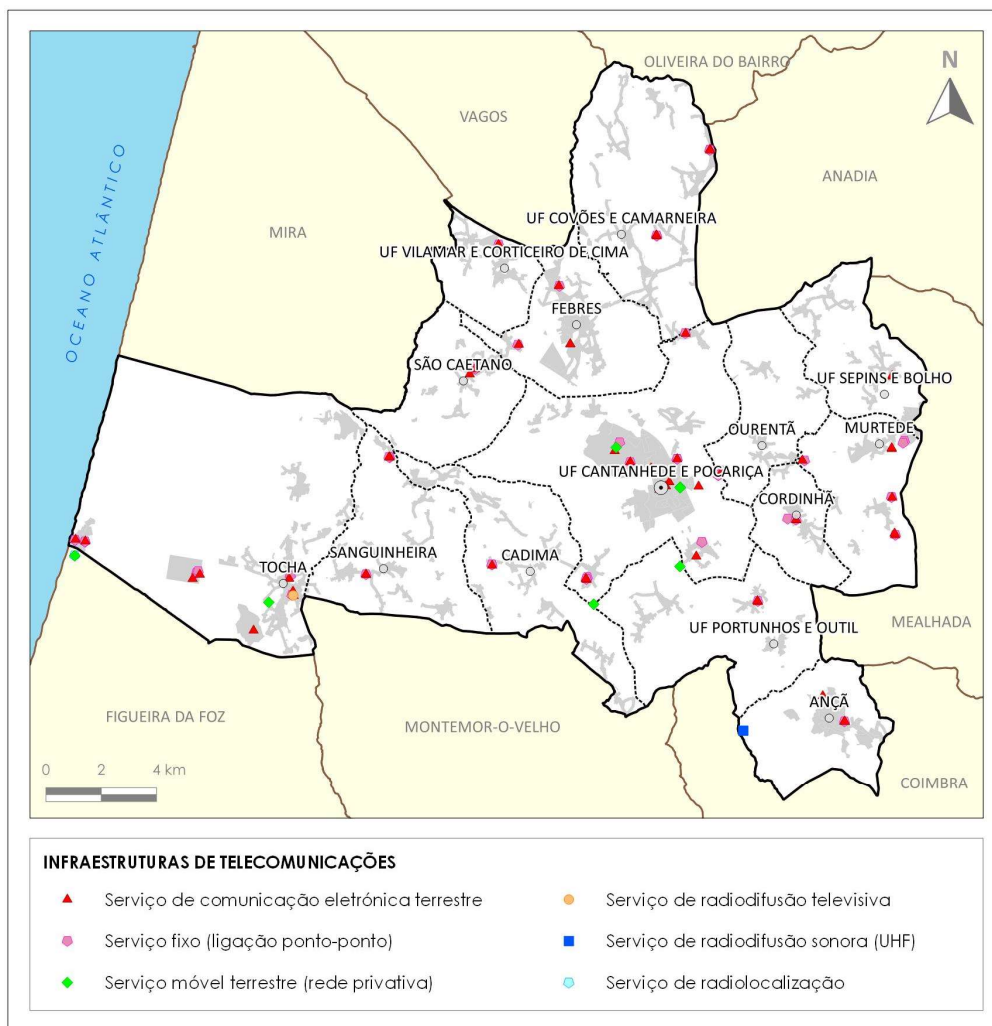 OLIVEIRA DO BAIRRO
N
VAGOS
ANADIA
OCEANO ATLÂNTICO
MIRA
UF COVÕES E CAMARNEIRA
UF VILAMAR E CORTICEIRO DE CIMA
FEBRES
SÃO CAETANO
UF SEPINS E BOLHO
OURENTÃ
MURTEDE
UF CANTANHEDE E POCARIÇA
CORDINHÃ
SANGUINHEIRA
CADIMA
TOCHA
MEALHADA
UF PORTUNHOS E OUTIL
ANÇÃ
FIGUEIRA DA FOZ
MONTEMOR-O-VELHO
COIMBRA
0 2 4 km
INFRAESTRUTURAS DE TELECOMUNICAÇÕES
Serviço de comunicação eletrónica terrestre
Serviço fixo (ligação ponto-ponto)
Serviço móvel terrestre (rede privativa)
Serviço de radiodifusão televisiva
Serviço de radiodifusão sonora (UHF)
Serviço de radiolocalização